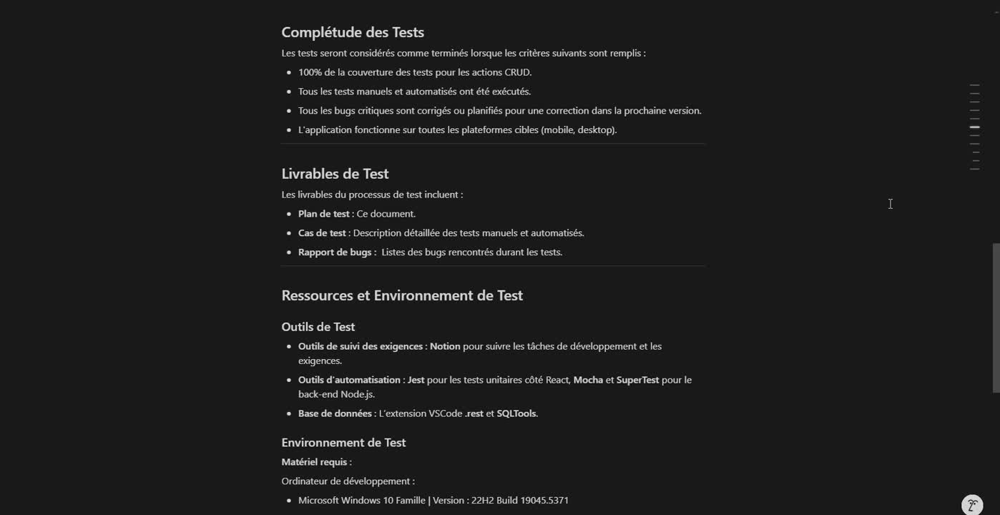 Complétude des Tests
Les tests seront considérés comme terminés lorsque les critères suivants sont remplis :
• 100% de la couverture des tests pour les actions CRUD.
• Tous les tests manuels et automatisés ont été exécutés.
• Tous les bugs critiques sont corrigés ou planifiés pour une correction dans la prochaine version.
• L'application fonctionne sur toutes les plateformes cibles (mobile, desktop).
Livrables de Test
Les livrables du processus de test incluent :
• Plan de test : Ce document.
• Cas de test : Description détaillée des tests manuels et automatisés.
• Rapport de bugs : Listes des bugs rencontrés durant les tests.
Ressources et Environnement de Test
Outils de Test
• Outils de suivi des exigences : Notion pour suivre les tâches de développement et les
exigences.
• Outils d'automatisation : Jest pour les tests unitaires côté React, Mocha et SuperTest pour le
back-end Node.js.
• Base de données : L'extension VSCode .rest et SQLTools.
Environnement de Test
Matériel requis :
Ordinateur de développement :
• Microsoft Windows 10 Famille | Version : 22H2 Build 19045.5371